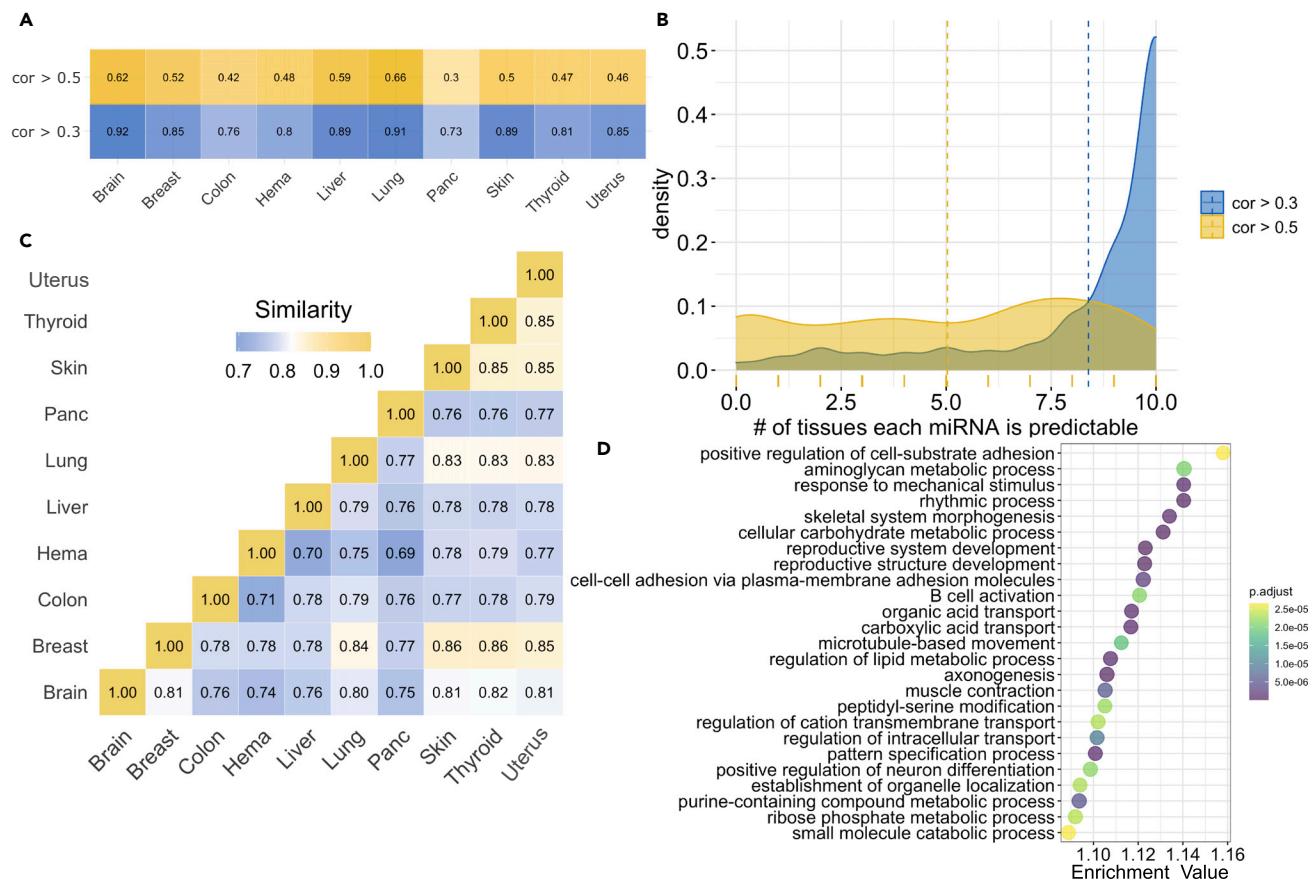 A
cor > 0.5 0.62 0.52 0.42 0.48 0.59 0.66 0.3 0.5 0.47 0.46
cor > 0.3 0.92 0.85 0.76 0.8 0.89 0.91 0.73 0.89 0.81 0.85
Brain Breast Colon Hema Liver Lung Panc Skin Thyroid Uterus
B
density
0.5
0.4
0.3
0.2
0.1
0.0
0.0 2.5 5.0 7.5 10.0
# of tissues each miRNA is predictable
cor > 0.3
cor > 0.5
C
Similarity
0.7 0.8 0.9 1.0
Uterus 1.00
Thyroid 1.00 0.85
Skin 1.00 0.85 0.85
Panc 1.00 0.76 0.76 0.77
Lung 1.00 0.77 0.83 0.83 0.83
Liver 1.00 0.79 0.76 0.78 0.78 0.78
Hema 1.00 0.70 0.75 0.69 0.78 0.79 0.77
Colon 1.00 0.71 0.78 0.79 0.76 0.77 0.78 0.79
Breast 1.00 0.78 0.78 0.78 0.84 0.77 0.86 0.86 0.85
Brain 1.00 0.81 0.76 0.74 0.76 0.80 0.75 0.81 0.82 0.81
Brain Breast Colon Hema Liver Lung Panc Skin Thyroid Uterus
D
positive regulation of cell-substrate adhesion
aminoglycan metabolic process
response to mechanical stimulus
rhythmic process
skeletal system morphogenesis
cellular carbohydrate metabolic process
reproductive system development
reproductive structure development
cell-cell adhesion via plasma-membrane adhesion molecules
B cell activation
organic acid transport
carboxylic acid transport
microtubule-based movement
regulation of lipid metabolic process
axonogenesis
muscle contraction
peptidyl-serine modification
regulation of cation transmembrane transport
regulation of intracellular transport
pattern specification process
positive regulation of neuron differentiation
establishment of organelle localization
purine-containing compound metabolic process
ribose phosphate metabolic process
small molecule catabolic process
1.10 1.12 1.14 1.16
Enrichment Value
p.adjust
2.5e-05
2.0e-05
1.5e-05
1.0e-05
5.0e-06